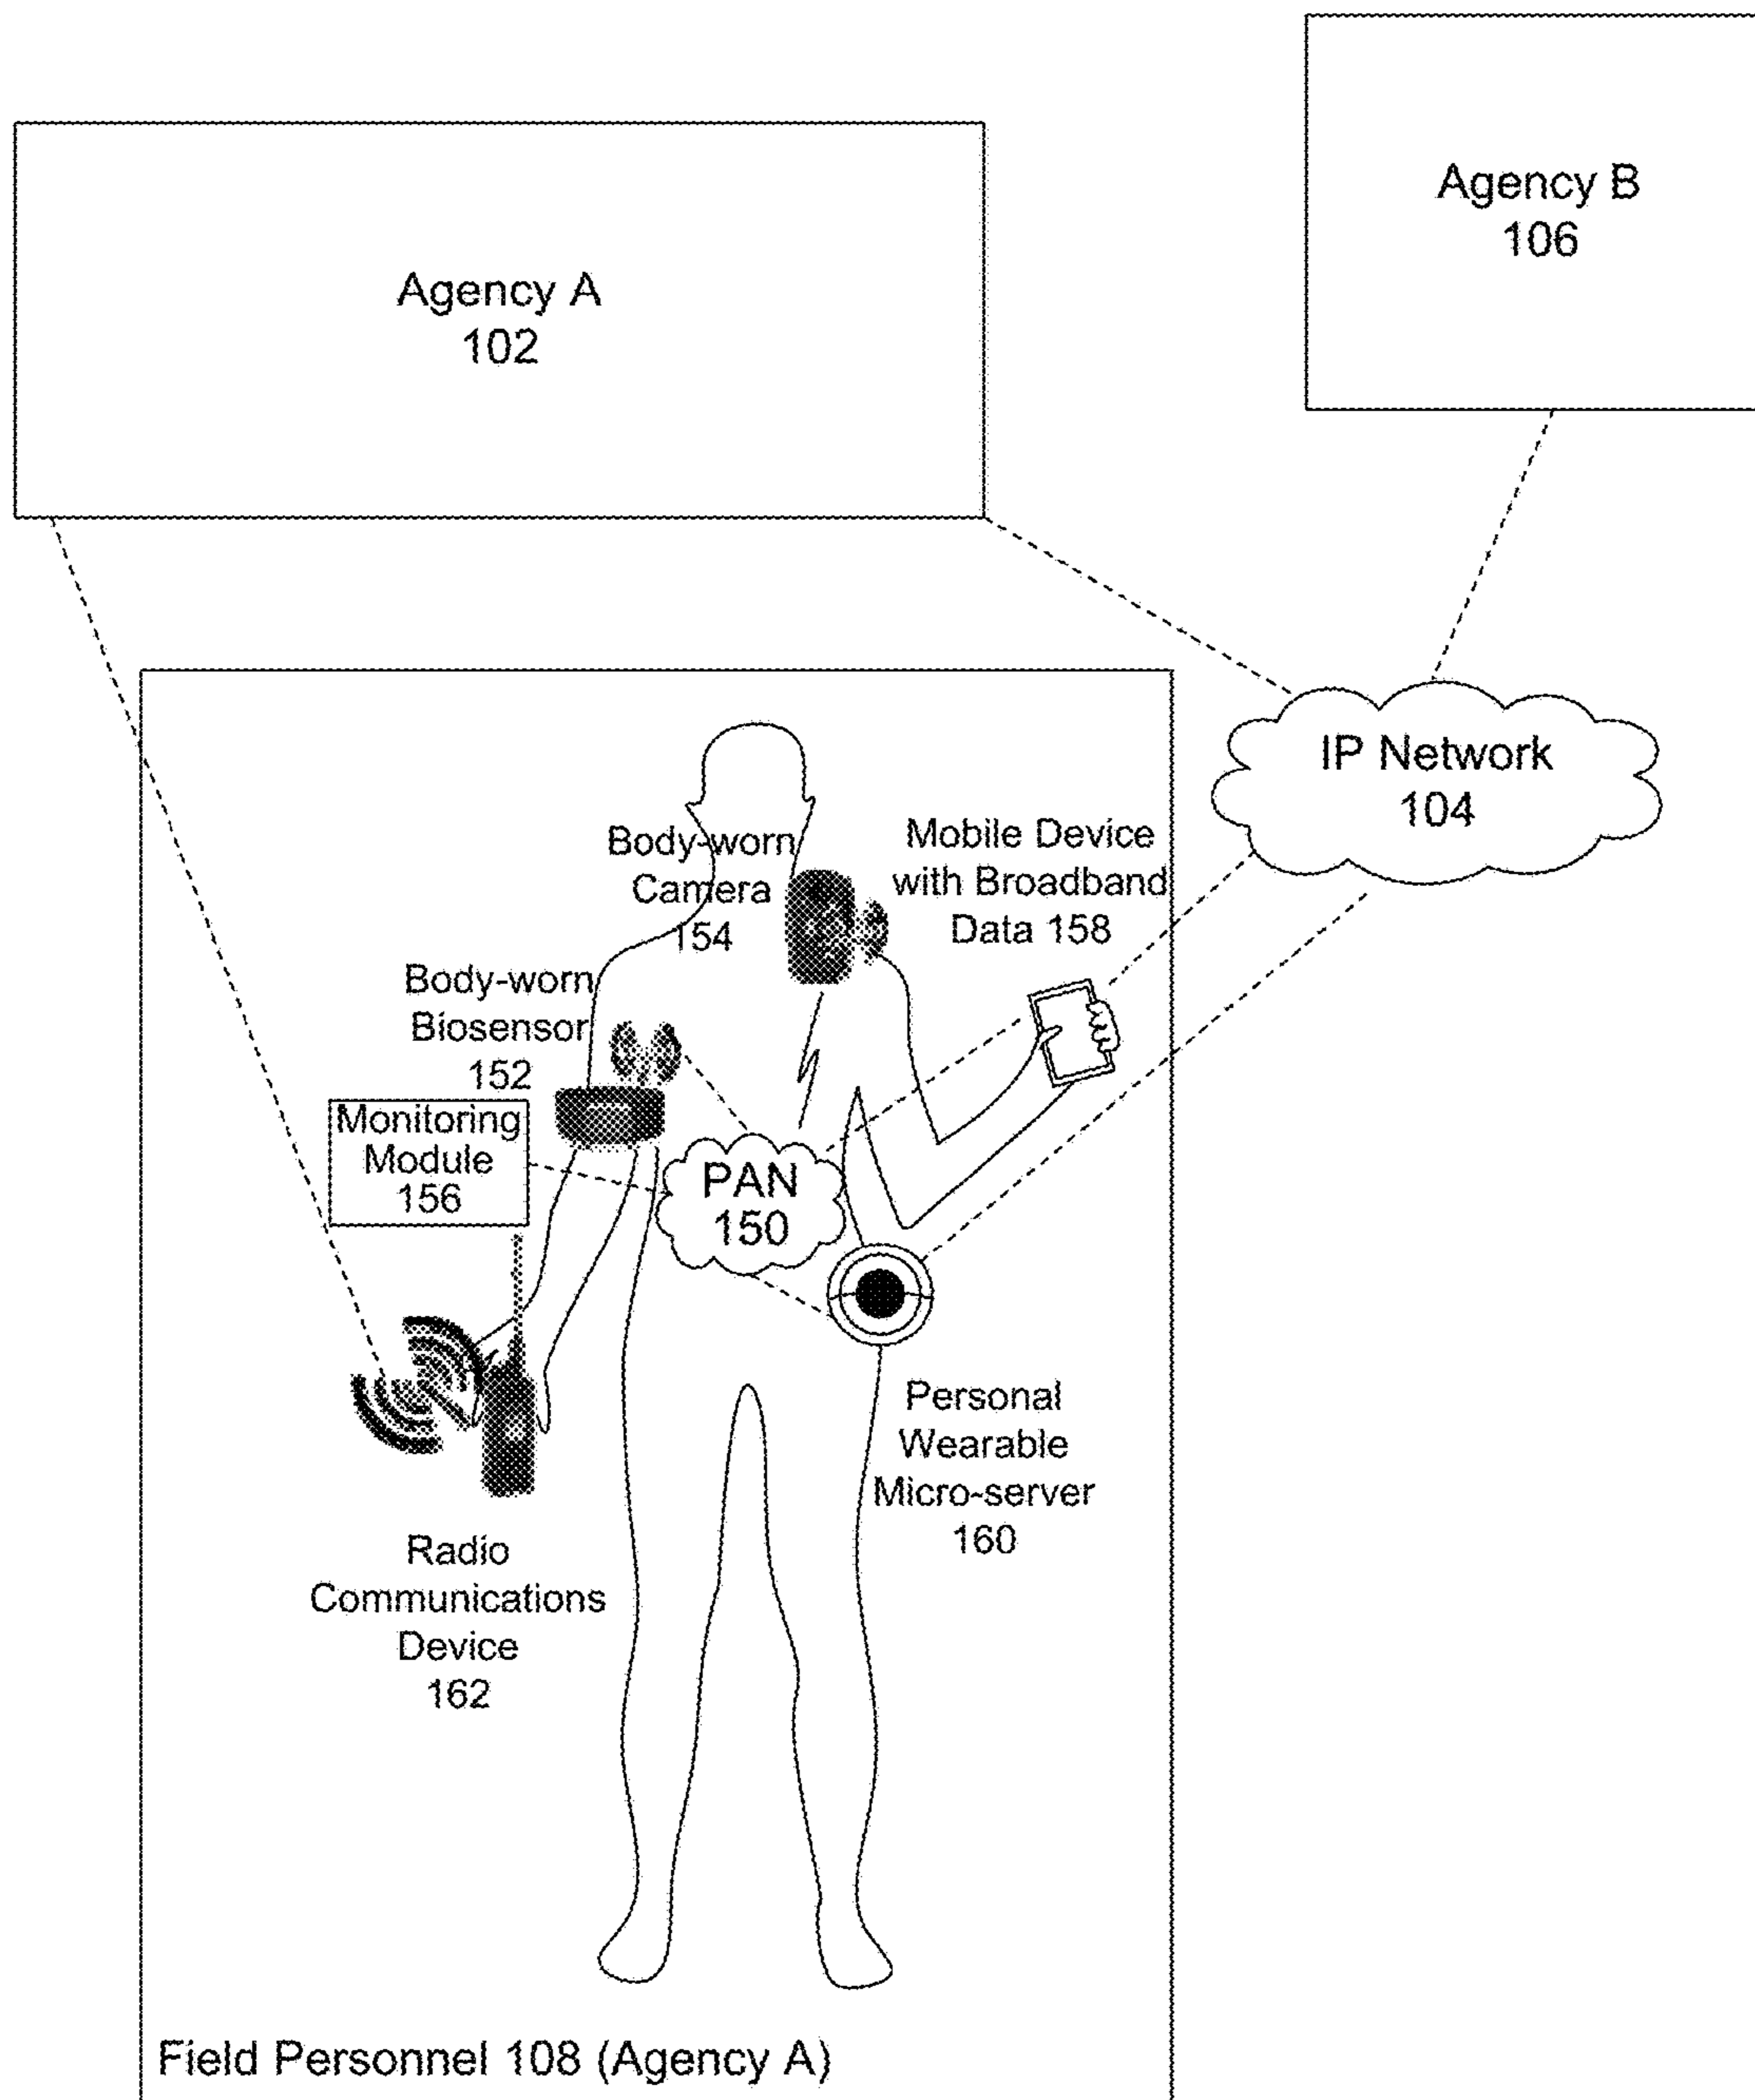 Agency B
106
Agency A
102
IP Network
104
Body-worn
Camera
154
Mobile Device
with Broadband
Data 158
Body-worn
Biosensor
152
Monitoring
Module
156
PAN
150
Personal
Wearable
Micro-server
160
Radio
Communications
Device
162
Field Personnel 108 (Agency A)